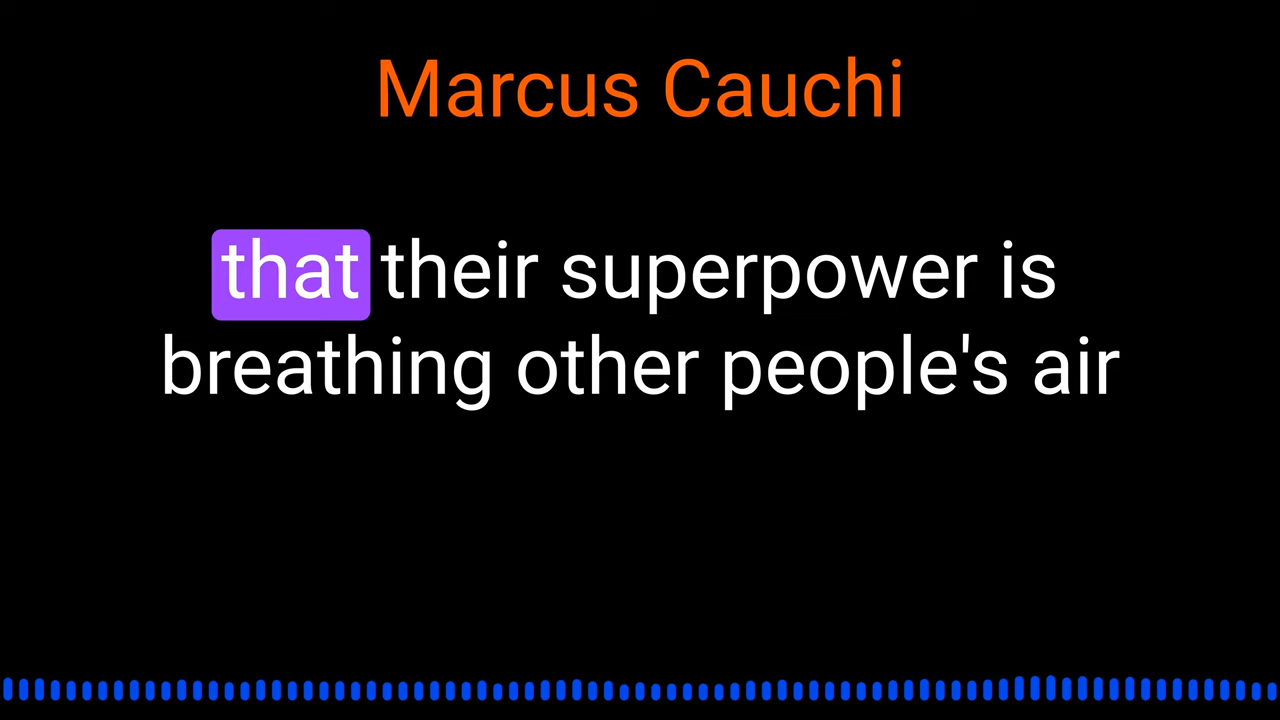 Marcus Cauchi
that their superpower is
breathing other people's air